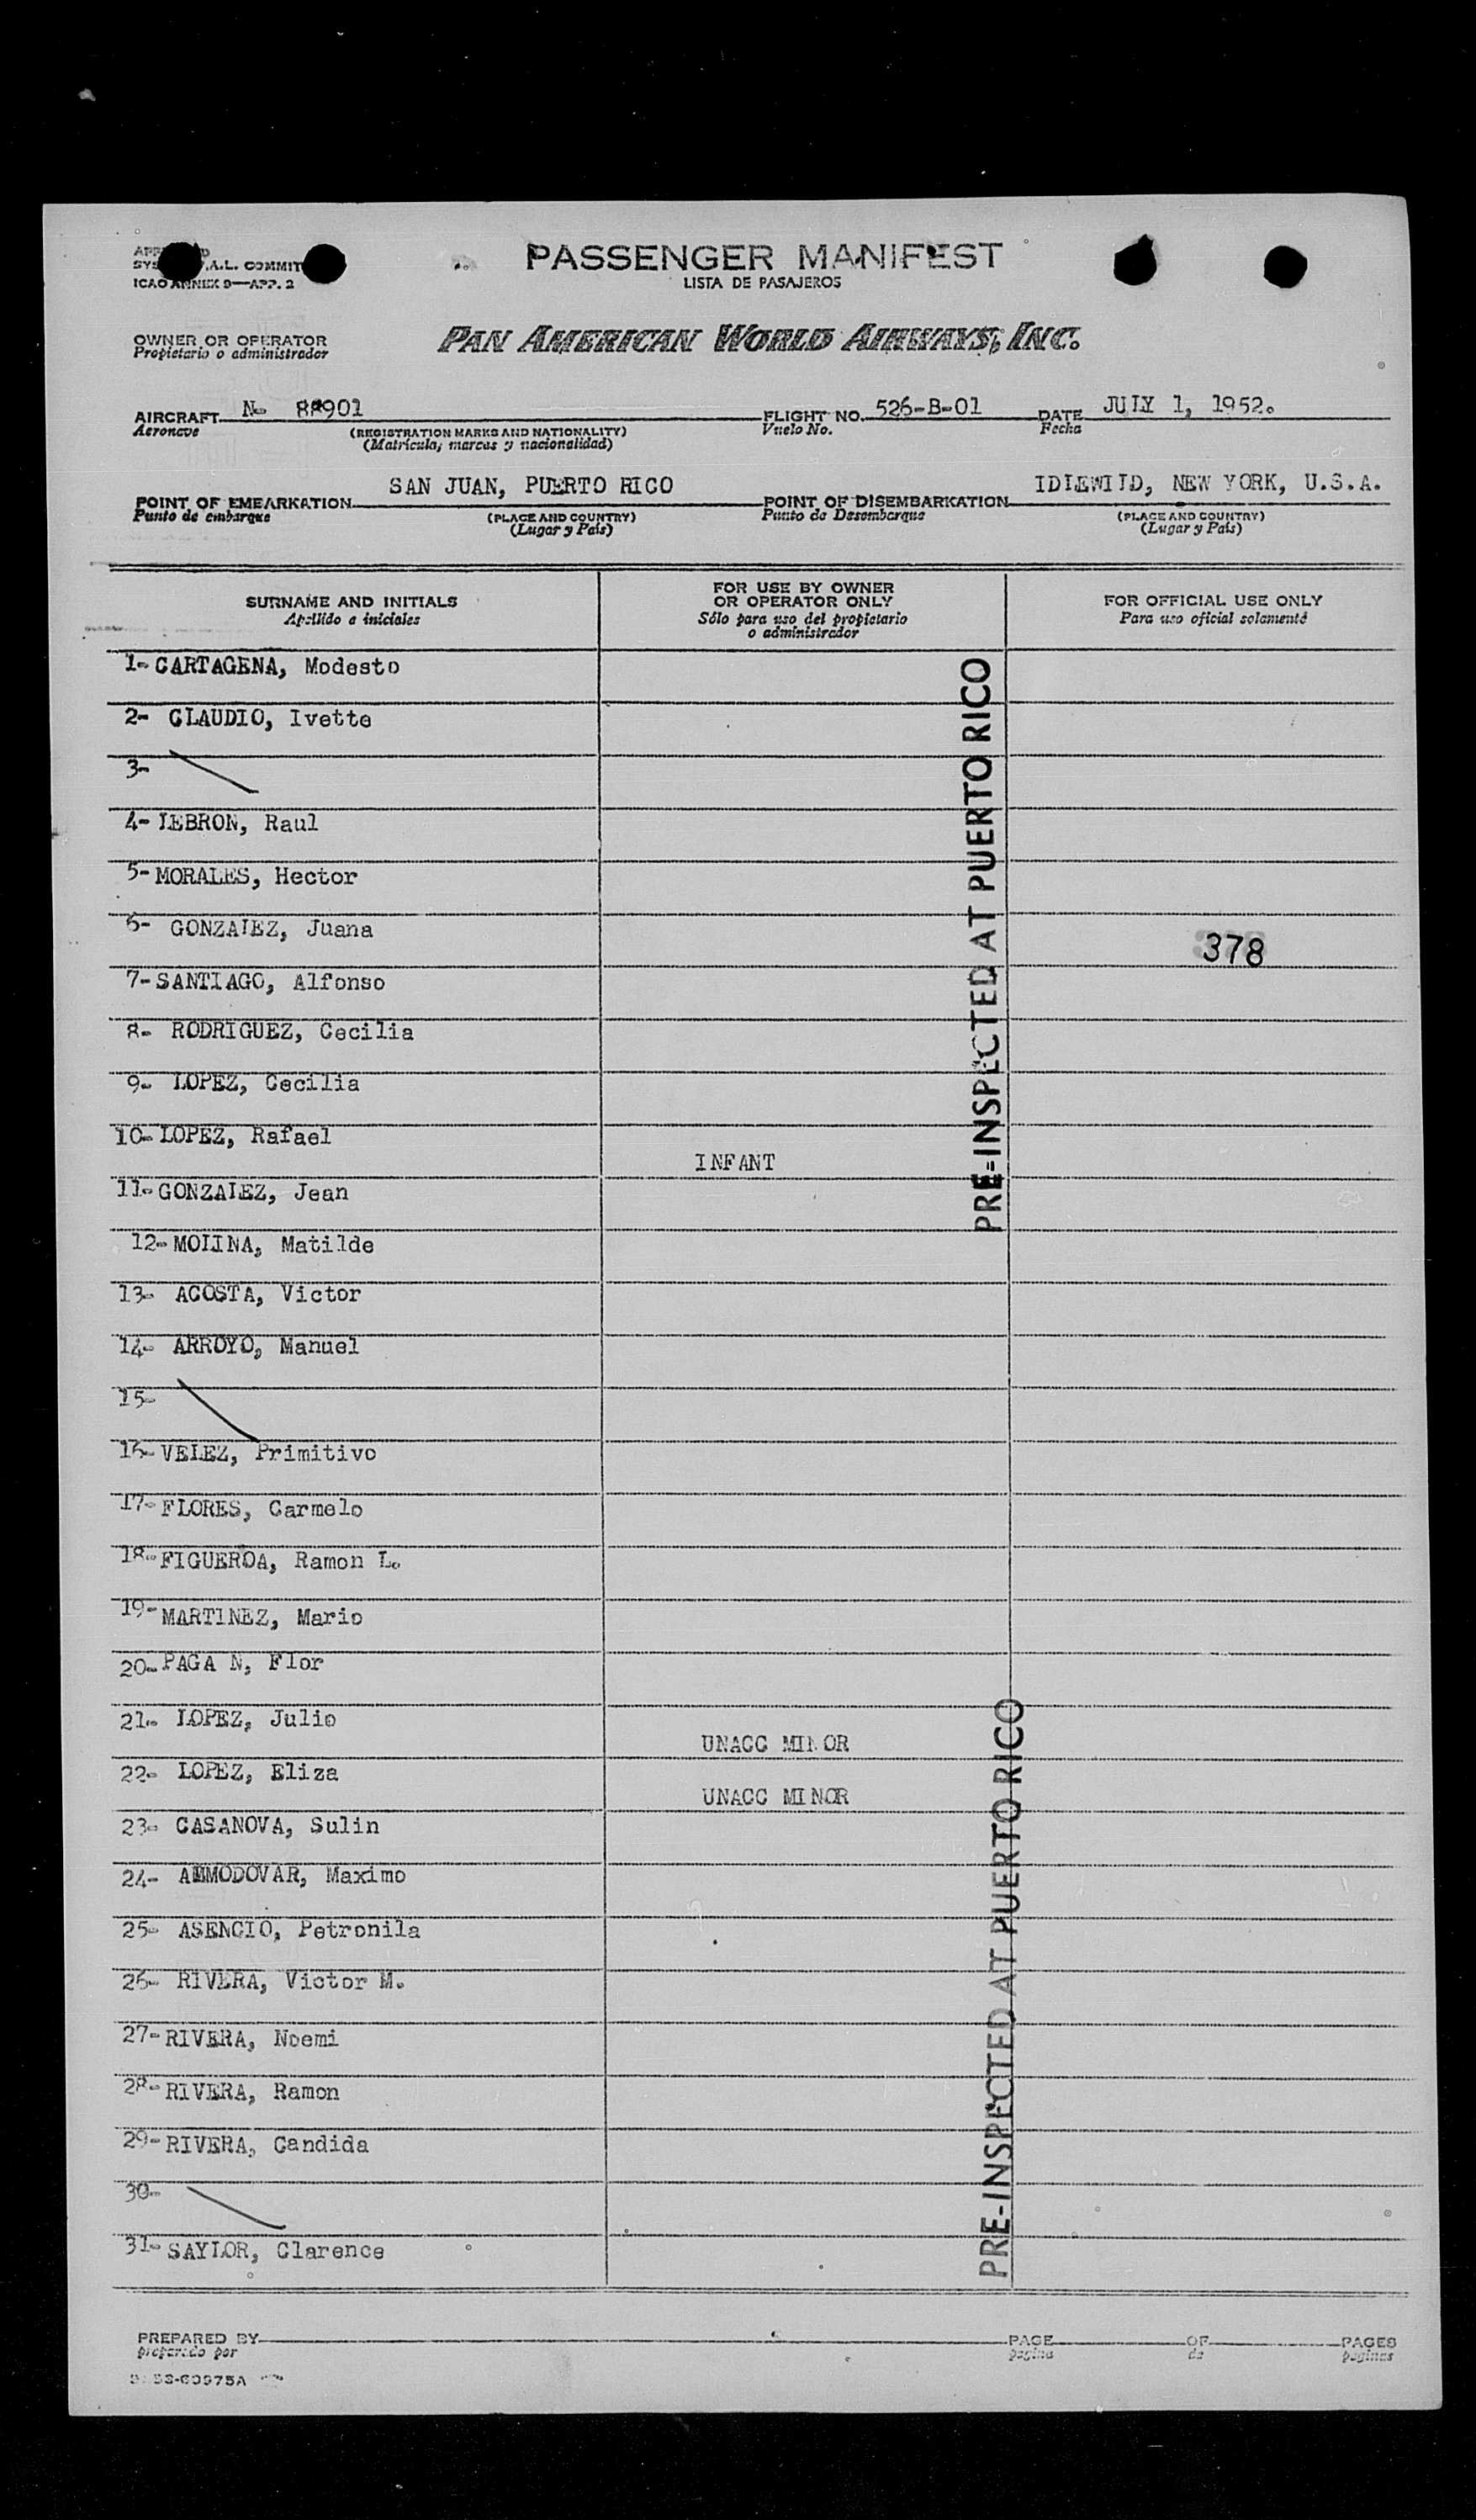 PASSENGER MANIFEST
LISTA DE PASAJEROS
.A.L. COMMIT
ICAO ANNEX 9—APP. 2
OWNER OR OPERATOR
Propietario o administrador
PAN AMERICAN WORLD AIRWAYS, INC.
AIRCRAFT N- 88901 FLIGHT NO. 526-B-01 DATE JULY 1, 1952.
Aeronave (REGISTRATION MARKS AND NATIONALITY) Vuelo No. Fecha
(Matrícula, marcas y nacionalidad)
POINT OF EMBARKATION SAN JUAN, PUERTO RICO POINT OF DISEMBARKATION IDLEWILD, NEW YORK, U.S.A.
Punto de embarque (PLACE AND COUNTRY) Punto de Desembarque (PLACE AND COUNTRY)
(Lugar y País) (Lugar y País)
SURNAME AND INITIALS
Apellido e iniciales
FOR USE BY OWNER
OR OPERATOR ONLY
Sólo para uso del propietario
o administrador
FOR OFFICIAL USE ONLY
Para uso oficial solamente
1- CARTAGENA, Modesto
2- CLAUDIO, Ivette
3-
4- LEBRON, Raul
5- MORALES, Hector
6- GONZALEZ, Juana
378
7- SANTIAGO, Alfonso
8- RODRIGUEZ, Cecilia
9- LOPEZ, Cecilia
10- LOPEZ, Rafael
INFANT
11- GONZALEZ, Jean
12- MOLINA, Matilde
13- ACOSTA, Victor
14- ARROYO, Manuel
15-
16- VELEZ, Primitivo
17- FLORES, Carmelo
18- FIGUEROA, Ramon L.
19- MARTINEZ, Mario
20- PAGA N, Flor
21- LOPEZ, Julio
UNACC MINOR
22- LOPEZ, Eliza
UNACC MINOR
23- CASANOVA, Sulin
24- ALMODOVAR, Maximo
25- ASENCIO, Petronila
26- RIVERA, Victor M.
27- RIVERA, Noemi
28- RIVERA, Ramon
29- RIVERA, Candida
30-
31- SAYLOR, Clarence
PRE-INSPECTED AT PUERTO RICO
PRE-INSPECTED AT PUERTO RICO
PREPARED BY PAGE OF PAGES
preparado por pagina de paginas